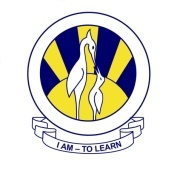 I AM – TO LEARN